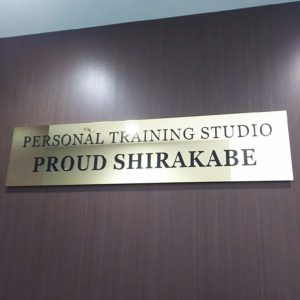 PERSONAL TRAINING STUDIO
PROUD SHIRAKABE